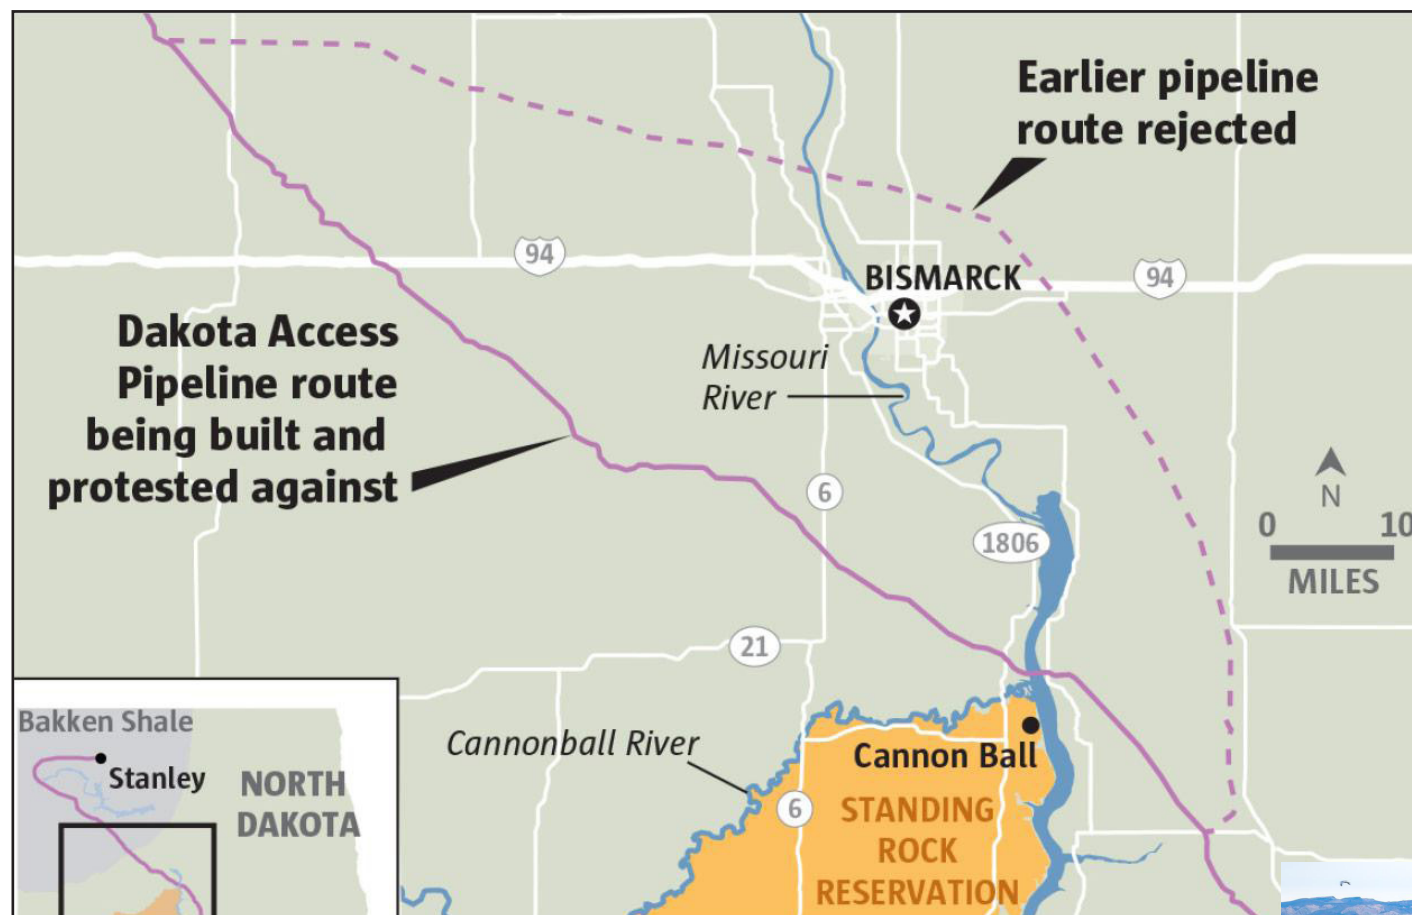 Earlier pipeline
route rejected
94
BISMARCK
94
Dakota Access
Pipeline route
being built and
protested against
Missouri
River
6
N
0 10
MILES
1806
21
Cannonball River
Cannon Ball
6
STANDING
ROCK
RESERVATION
Bakken Shale
Stanley
NORTH
DAKOTA